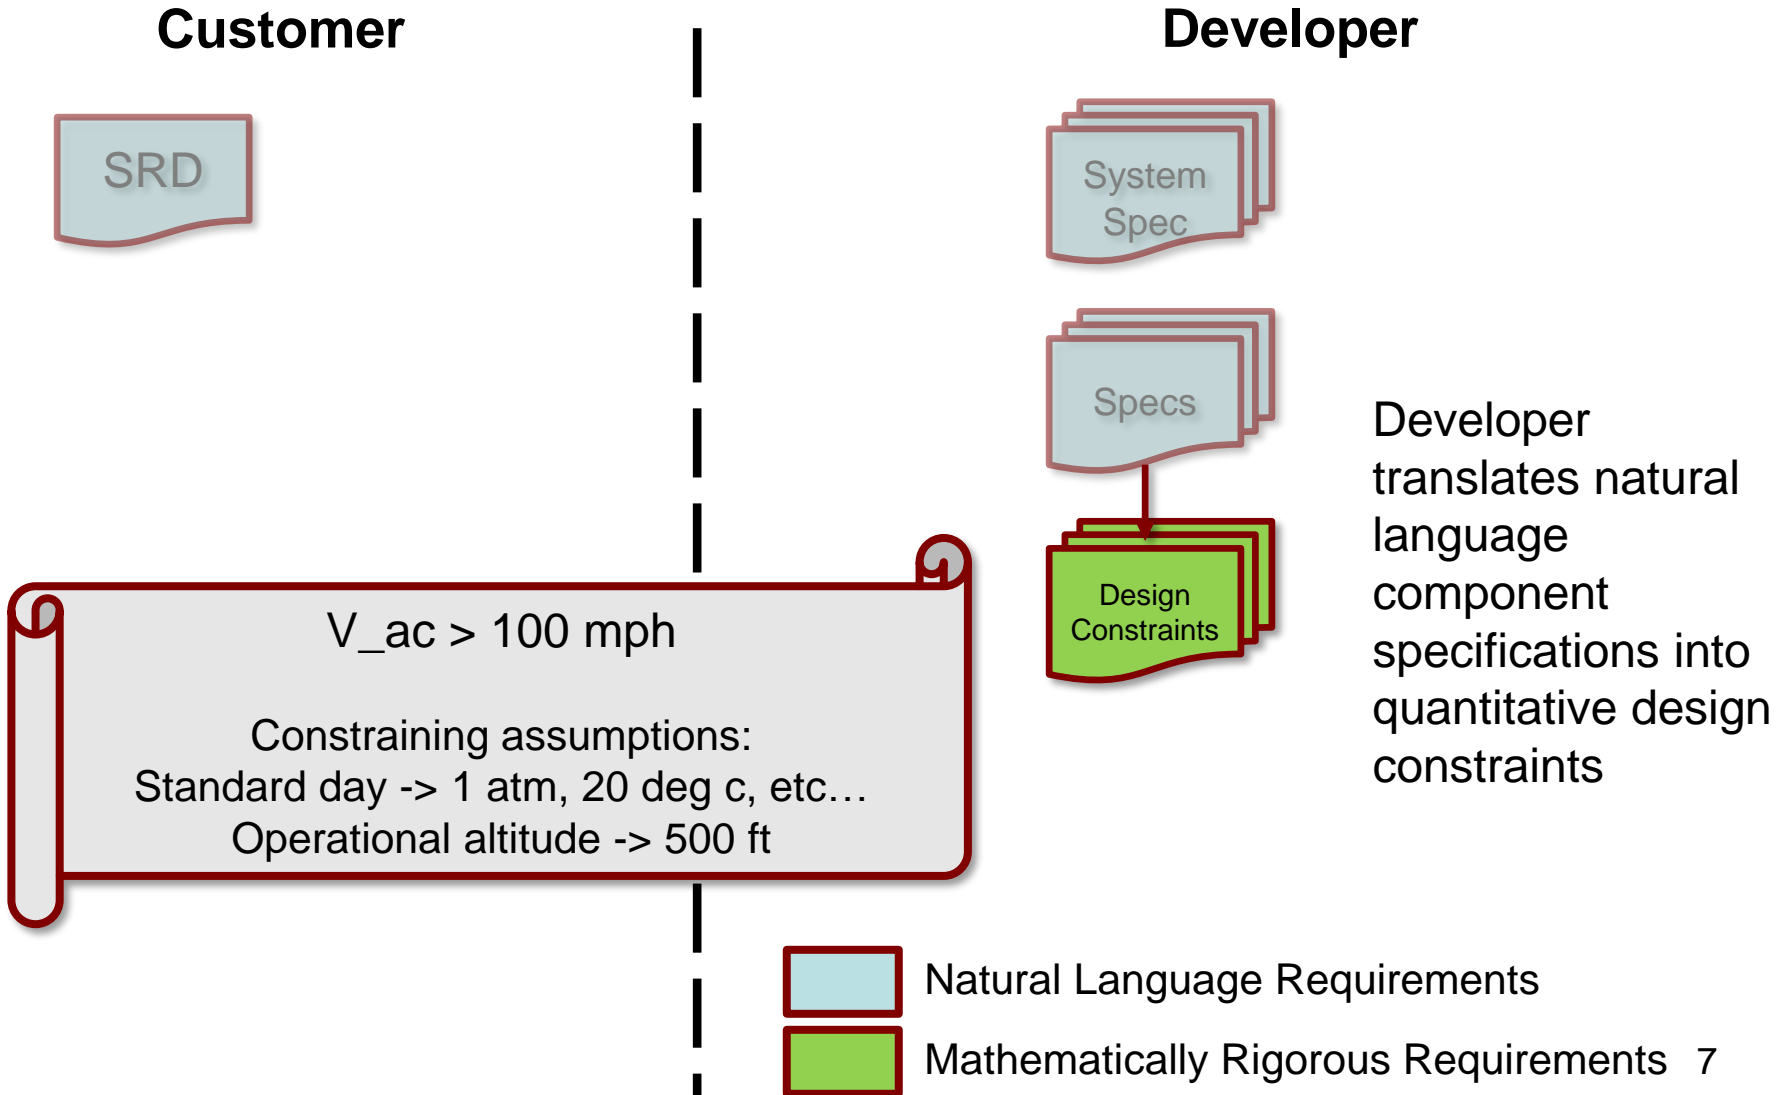 Customer
Developer
SRD
System
Spec
Specs
Design
Constraints
Developer
translates natural
language
component
specifications into
quantitative design
constraints
V_ac > 100 mph
Constraining assumptions:
Standard day -> 1 atm, 20 deg c, etc…
Operational altitude -> 500 ft
Natural Language Requirements
Mathematically Rigorous Requirements 7